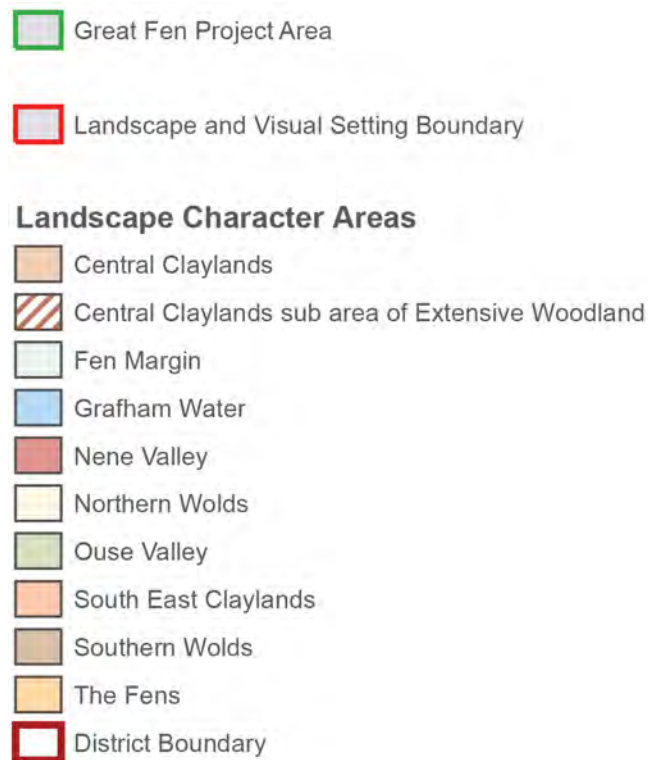 Great Fen Project Area
Landscape and Visual Setting Boundary
Landscape Character Areas
Central Claylands
Central Claylands sub area of Extensive Woodland
Fen Margin
Grafham Water
Nene Valley
Northern Wolds
Ouse Valley
South East Claylands
Southern Wolds
The Fens
District Boundary